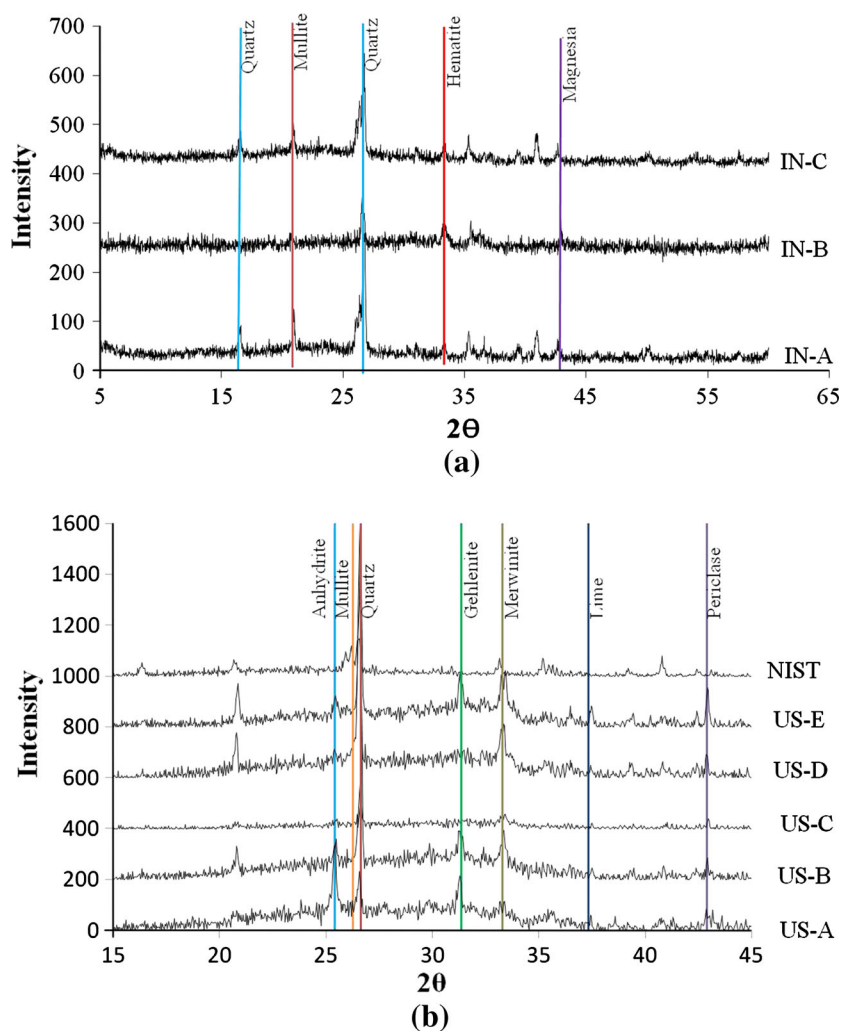 700
600
500
400
300
200
100
0
Intensity
Quartz
Mullite
Quartz
Hematite
Magnesia
IN-C
IN-B
IN-A
5 15 25 35 45 55 65
2Θ
(a)
1600
1400
1200
1000
800
600
400
200
0
Intensity
Anhydrite
Mullite
Quartz
Gehlenite
Merwinite
Lime
Periclase
NIST
US-E
US-D
US-C
US-B
US-A
15 20 25 30 35 40 45
2θ
(b)